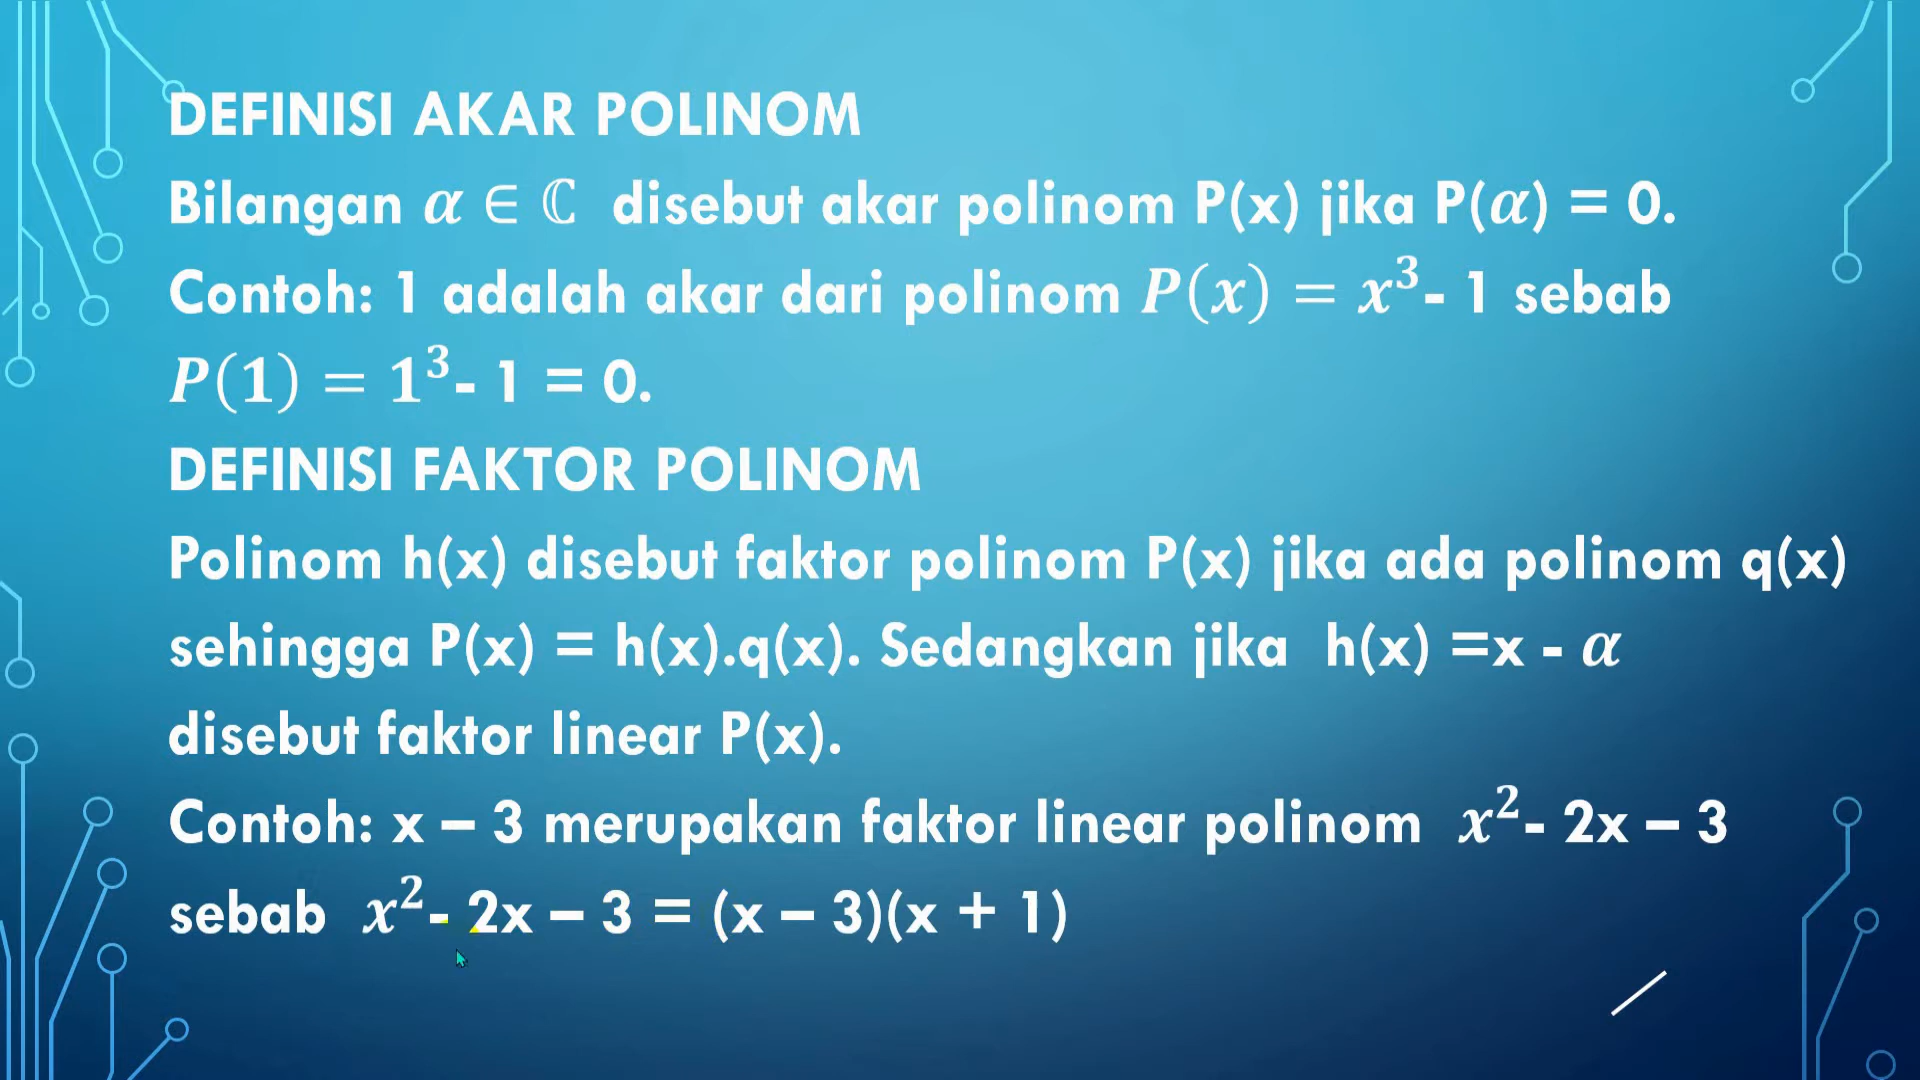 DEFINISI AKAR POLINOM
Bilangan α ∈ ℂ disebut akar polinom P(x) jika P(α) = 0.
Contoh: 1 adalah akar dari polinom P(x) = x³- 1 sebab
P(1) = 1³- 1 = 0.
DEFINISI FAKTOR POLINOM
Polinom h(x) disebut faktor polinom P(x) jika ada polinom q(x)
sehingga P(x) = h(x).q(x). Sedangkan jika h(x) =x - α
disebut faktor linear P(x).
Contoh: x – 3 merupakan faktor linear polinom x²- 2x – 3
sebab x²- 2x – 3 = (x – 3)(x + 1)